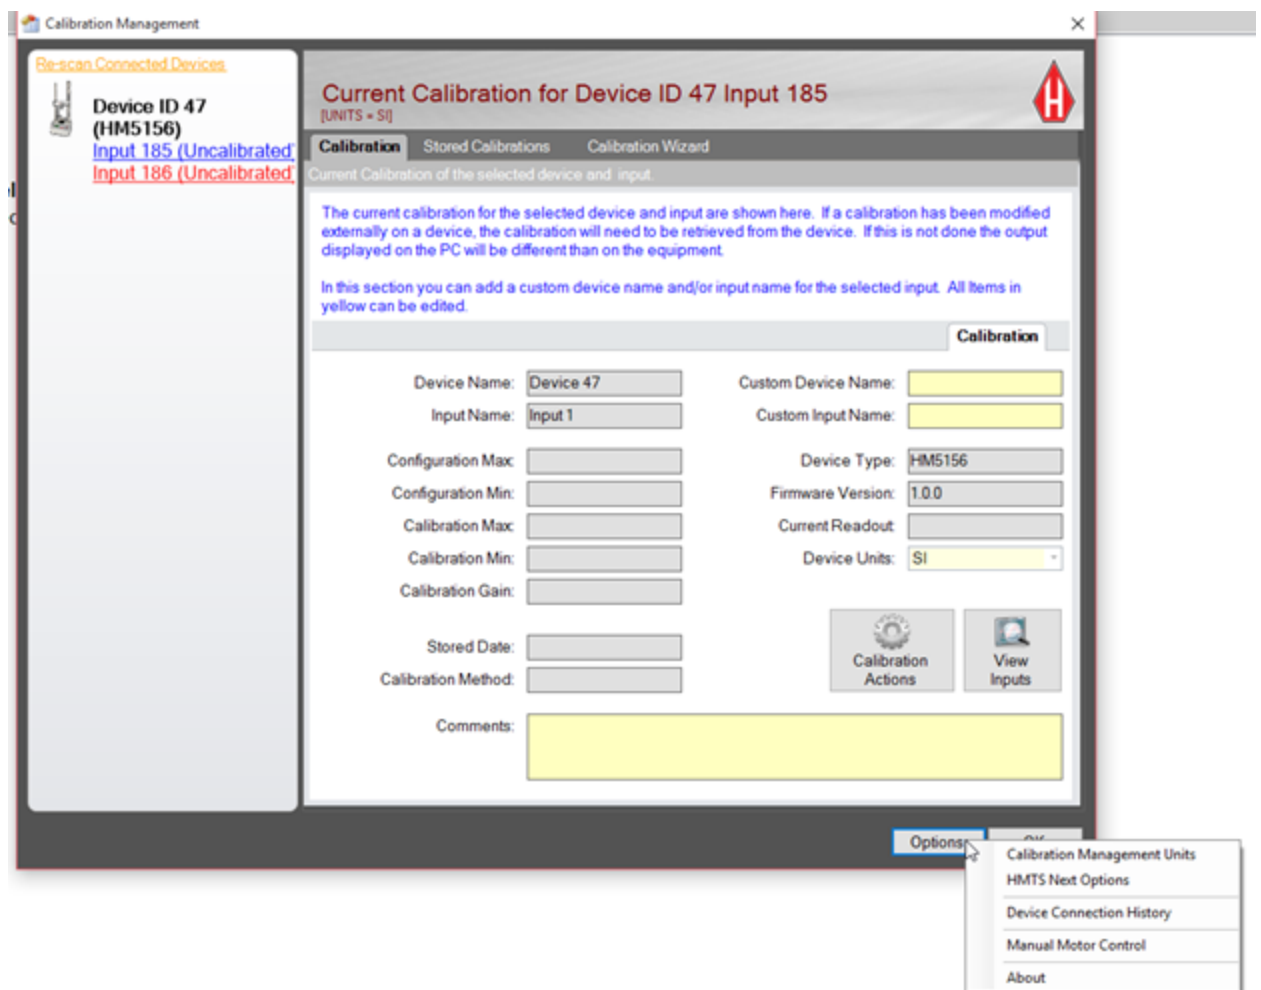 Calibration Management
Re-scan Connected Devices
Device ID 47
(HM5156)
Input 185 (Uncalibrated)
Input 186 (Uncalibrated)
Current Calibration for Device ID 47 Input 185
[UNITS = SI]
Calibration Stored Calibrations Calibration Wizard
Current Calibration of the selected device and input.
The current calibration for the selected device and input are shown here. If a calibration has been modified
externally on a device, the calibration will need to be retrieved from the device. If this is not done the output
displayed on the PC will be different than on the equipment.
In this section you can add a custom device name and/or input name for the selected input. All Items in
yellow can be edited.
Calibration
Device Name: Device 47 Custom Device Name:
Input Name: Input 1 Custom Input Name:
Configuration Max: Device Type: HM5156
Configuration Min: Firmware Version: 1.0.0
Calibration Max: Current Readout:
Calibration Min: Device Units: SI
Calibration Gain:
Stored Date:
Calibration Method:
Calibration
Actions
View
Inputs
Comments:
Options
OK
Calibration Management Units
HMTS Next Options
Device Connection History
Manual Motor Control
About